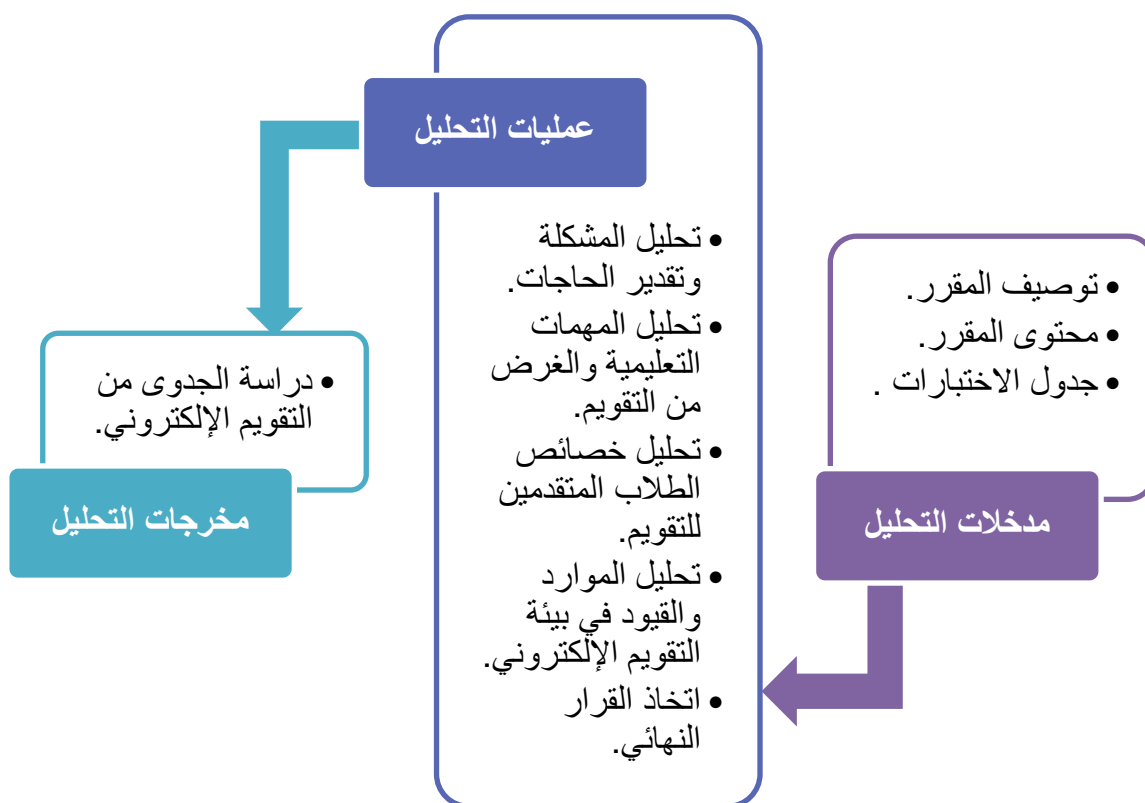 مدخلات التحليل
• توصيف المقرر.
• محتوى المقرر.
• جدول الاختبارات .
عمليات التحليل
• تحليل المشكلة
وتقدير الحاجات.
• تحليل المهمات
التعليمية والغرض
من التقويم.
• تحليل خصائص
الطلاب المتقدمين
للتقويم.
• تحليل الموارد
والقيود في بيئة
التقويم الإلكتروني.
• اتخاذ القرار
النهائي.
• دراسة الجدوى من
التقويم الإلكتروني.
مخرجات التحليل